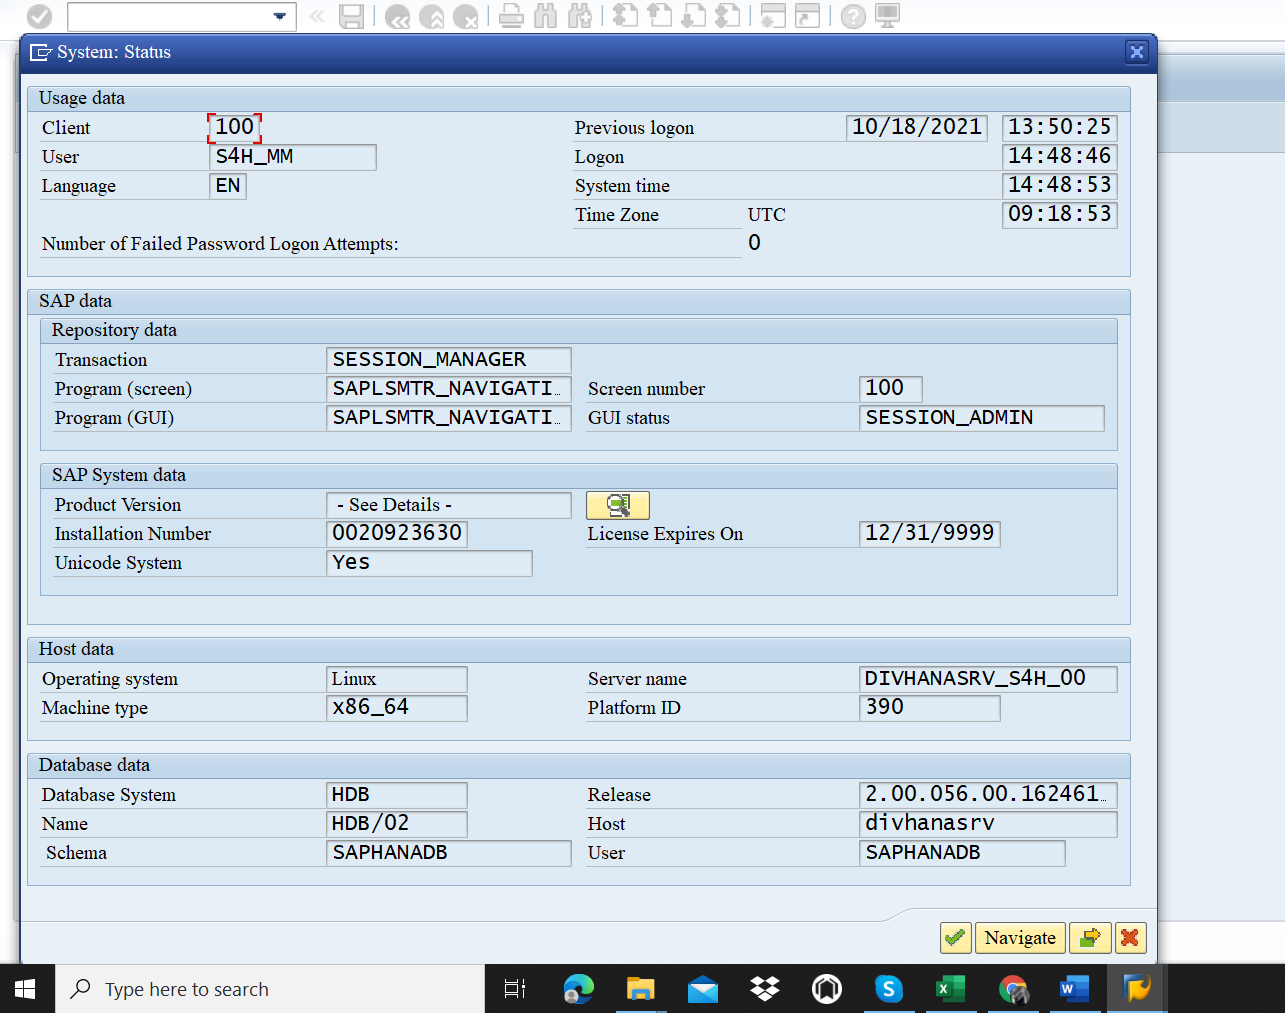 System: Status
Usage data
Client 100 Previous logon 10/18/2021 13:50:25
User S4H_MM Logon 14:48:46
Language EN System time 14:48:53
Time Zone UTC 09:18:53
Number of Failed Password Logon Attempts: 0
SAP data
Repository data
Transaction SESSION_MANAGER
Program (screen) SAPLSMTR_NAVIGATI… Screen number 100
Program (GUI) SAPLSMTR_NAVIGATI… GUI status SESSION_ADMIN
SAP System data
Product Version - See Details -
Installation Number 0020923630 License Expires On 12/31/9999
Unicode System Yes
Host data
Operating system Linux Server name DIVHANASRV_S4H_00
Machine type x86_64 Platform ID 390
Database data
Database System HDB Release 2.00.056.00.162461…
Name HDB/02 Host divhanasrv
Schema SAPHANADB User SAPHANADB
Navigate
Type here to search